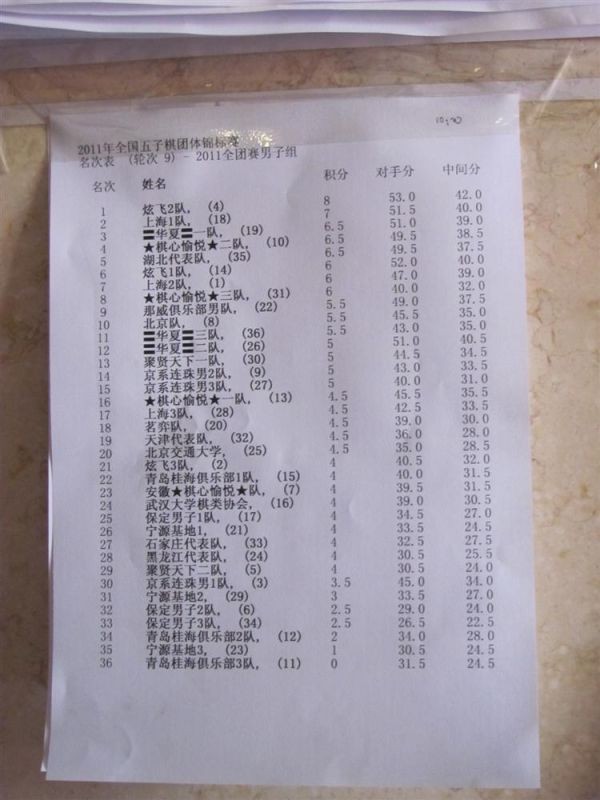 2011年全国五子棋团体锦标赛
名次表 (轮次 9) - 2011全团赛男子组
名次 姓名 积分 对手分 中间分
1 炫飞2队, (4) 8 53.0 42.0
2 上海1队, (18) 7 51.5 40.0
3 〓华夏〓一队, (19) 6.5 51.0 39.0
4 ★棋心愉悦★二队, (10) 6.5 49.5 38.5
5 湖北代表队, (35) 6.5 49.5 37.5
6 炫飞1队, (14) 6 52.0 40.0
7 上海2队, (1) 6 47.0 39.0
8 ★棋心愉悦★三队, (31) 6 40.0 32.0
9 那威俱乐部男队, (22) 5.5 49.0 37.5
10 北京队, (8) 5.5 45.5 35.0
11 〓华夏〓三队, (36) 5.5 43.0 35.0
12 〓华夏〓二队, (26) 5 51.0 40.5
13 聚贤天下一队, (30) 5 44.5 34.5
14 京系连珠男2队, (9) 5 43.0 33.5
15 京系连珠男3队, (27) 5 40.0 31.0
16 ★棋心愉悦★一队, (13) 4.5 45.5 35.5
17 上海3队, (28) 4.5 42.5 33.5
18 茗弈队, (20) 4.5 39.0 30.0
19 天津代表队, (32) 4.5 36.0 28.0
20 北京交通大学, (25) 4.5 35.0 28.5
21 炫飞3队, (2) 4 40.5 32.0
22 青岛桂海俱乐部1队, (15) 4 40.0 31.5
23 安徽★棋心愉悦★队, (7) 4 39.5 31.5
24 武汉大学棋类协会, (16) 4 39.0 30.5
25 保定男子1队, (17) 4 34.5 27.0
26 宁源基地1, (21) 4 33.5 24.5
27 石家庄代表队, (33) 4 32.5 27.5
28 黑龙江代表队, (24) 4 30.5 25.5
29 聚贤天下二队, (5) 4 30.5 24.0
30 京系连珠男1队, (3) 3.5 45.0 34.0
31 宁源基地2, (29) 3 33.5 27.0
32 保定男子2队, (6) 2.5 29.0 24.0
33 保定男子3队, (34) 2.5 26.5 22.5
34 青岛桂海俱乐部2队, (12) 2 34.0 28.0
35 宁源基地3, (23) 1 30.5 24.5
36 青岛桂海俱乐部3队, (11) 0 31.5 24.5